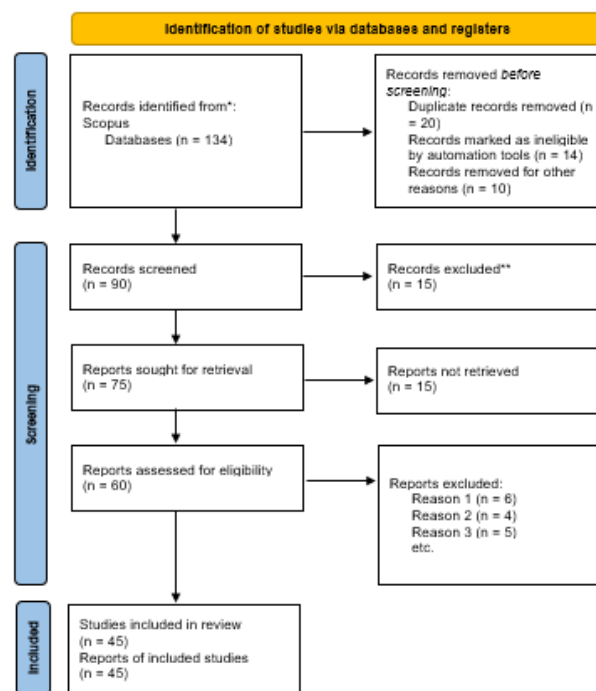 Identification of studies via databases and registers
Identification
Records identified from*:
Scopus
Databases (n = 134)
Records removed before
screening:
Duplicate records removed (n
= 20)
Records marked as ineligible
by automation tools (n = 14)
Records removed for other
reasons (n = 10)
Screening
Records screened
(n = 90)
Records excluded**
(n = 15)
Reports sought for retrieval
(n = 75)
Reports not retrieved
(n = 15)
Reports assessed for eligibility
(n = 60)
Reports excluded:
Reason 1 (n = 6)
Reason 2 (n = 4)
Reason 3 (n = 5)
etc.
Included
Studies included in review
(n = 45)
Reports of included studies
(n = 45)